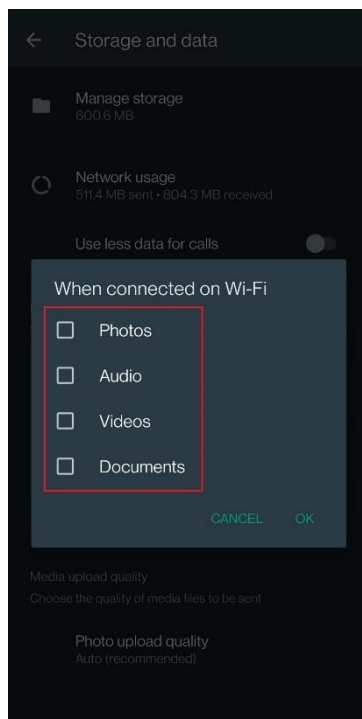 Storage and data
Manage storage
600.6 MB
Network usage
511.4 MB sent • 804.3 MB received
Use less data for calls
When connected on Wi-Fi
Photos
Audio
Videos
Documents
CANCEL OK
Media upload quality
Choose the quality of media files to be sent
Photo upload quality
Auto (recommended)